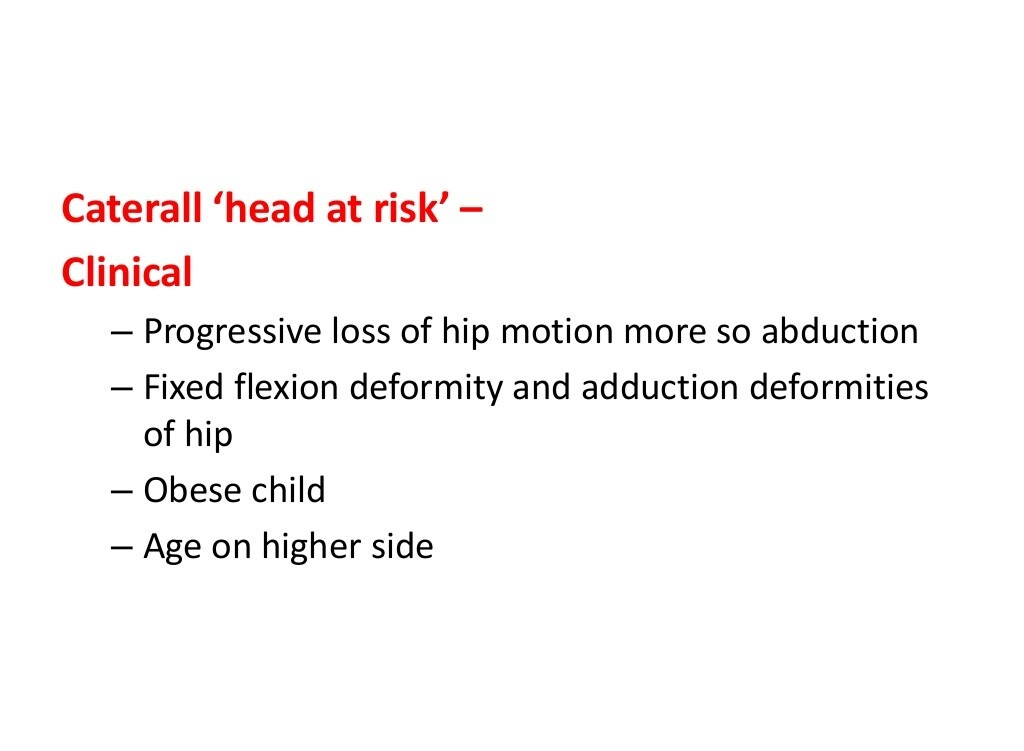 Caterall ‘head at risk’ –
Clinical
– Progressive loss of hip motion more so abduction
– Fixed flexion deformity and adduction deformities
of hip
– Obese child
– Age on higher side